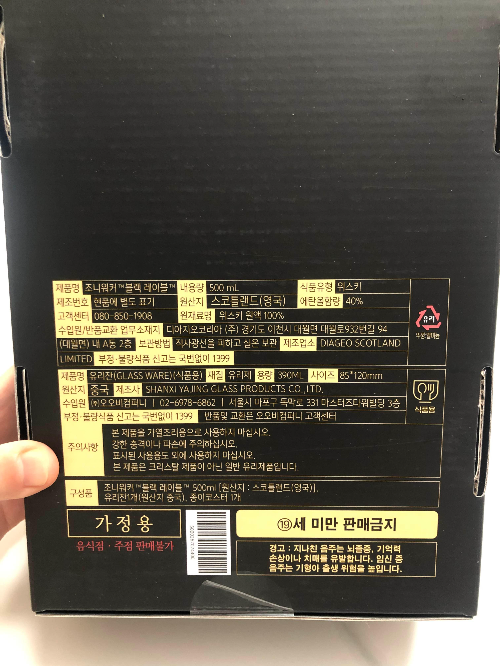 제품명 조니워커™블랙 레이블™ 내용량 500 mL 식품유형 위스키
제조번호 현품에 별도 표기 원산지 스코틀랜드(영국) 에탄올함량 40%
고객센터 080-850-1908 원재료명 위스키 원액 100%
수입원/반품교환 업무소재지 디아지오코리아 (주) 경기도 이천시 대월면 대월로932번길 94
(대월면) 내 A동 2층 보관방법 직사광선을 피하고 실온 보관 제조업소 DIAGEO SCOTLAND
LIMITED 부정·불량식품 신고는 국번없이 1399
유리
제품명 유리잔(GLASS WARE)(식품용) 재질 유리제 용량 390ML 사이즈 85*120mm
원산지 중국 제조사 SHANXI YAJING GLASS PRODUCTS CO.,LTD.
수입원 (주)오오비컴퍼니 | 02-6978-6862 | 서울시 마포구 독막로 331 마스터즈타워빌딩 3층
부정·불량식품 신고는 국번없이 1399 반품및 교환은 오오비컴퍼니 고객센터
식품용
주의사항
본 제품을 가열조리용으로 사용하지 마십시오.
강한 충격이나 파손에 주의하십시오.
표시된 사용용도 외에 사용하지 마십시오.
본 제품은 크리스탈 제품이 아닌 일반 유리제품입니다.
구성품
조니워커™ 블랙 레이블™ 500ml [원산지 : 스코틀랜드(영국)],
유리잔1개(원산지 중국), 종이코스터 1개
가정용
음식점·주점 판매불가
⑲세 미만 판매금지
경고 : 지나친 음주는 뇌졸중, 기억력
손상이나 치매를 유발합니다. 임신 중
음주는 기형아 출생 위험을 높입니다.